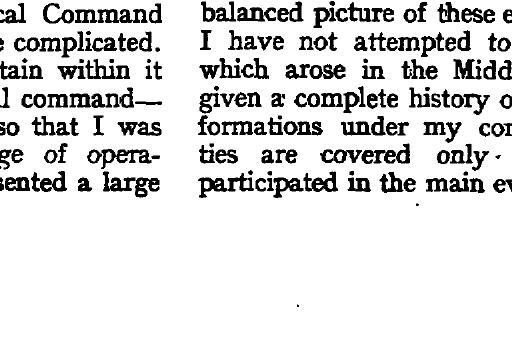 cal Command
complicated.
tain within it
l command—
so that I was
ge of opera-
sented a large
balanced picture of these e
I have not attempted to
which arose in the Midd
given a complete history o
formations under my cor
ties are covered only
participated in the main ev